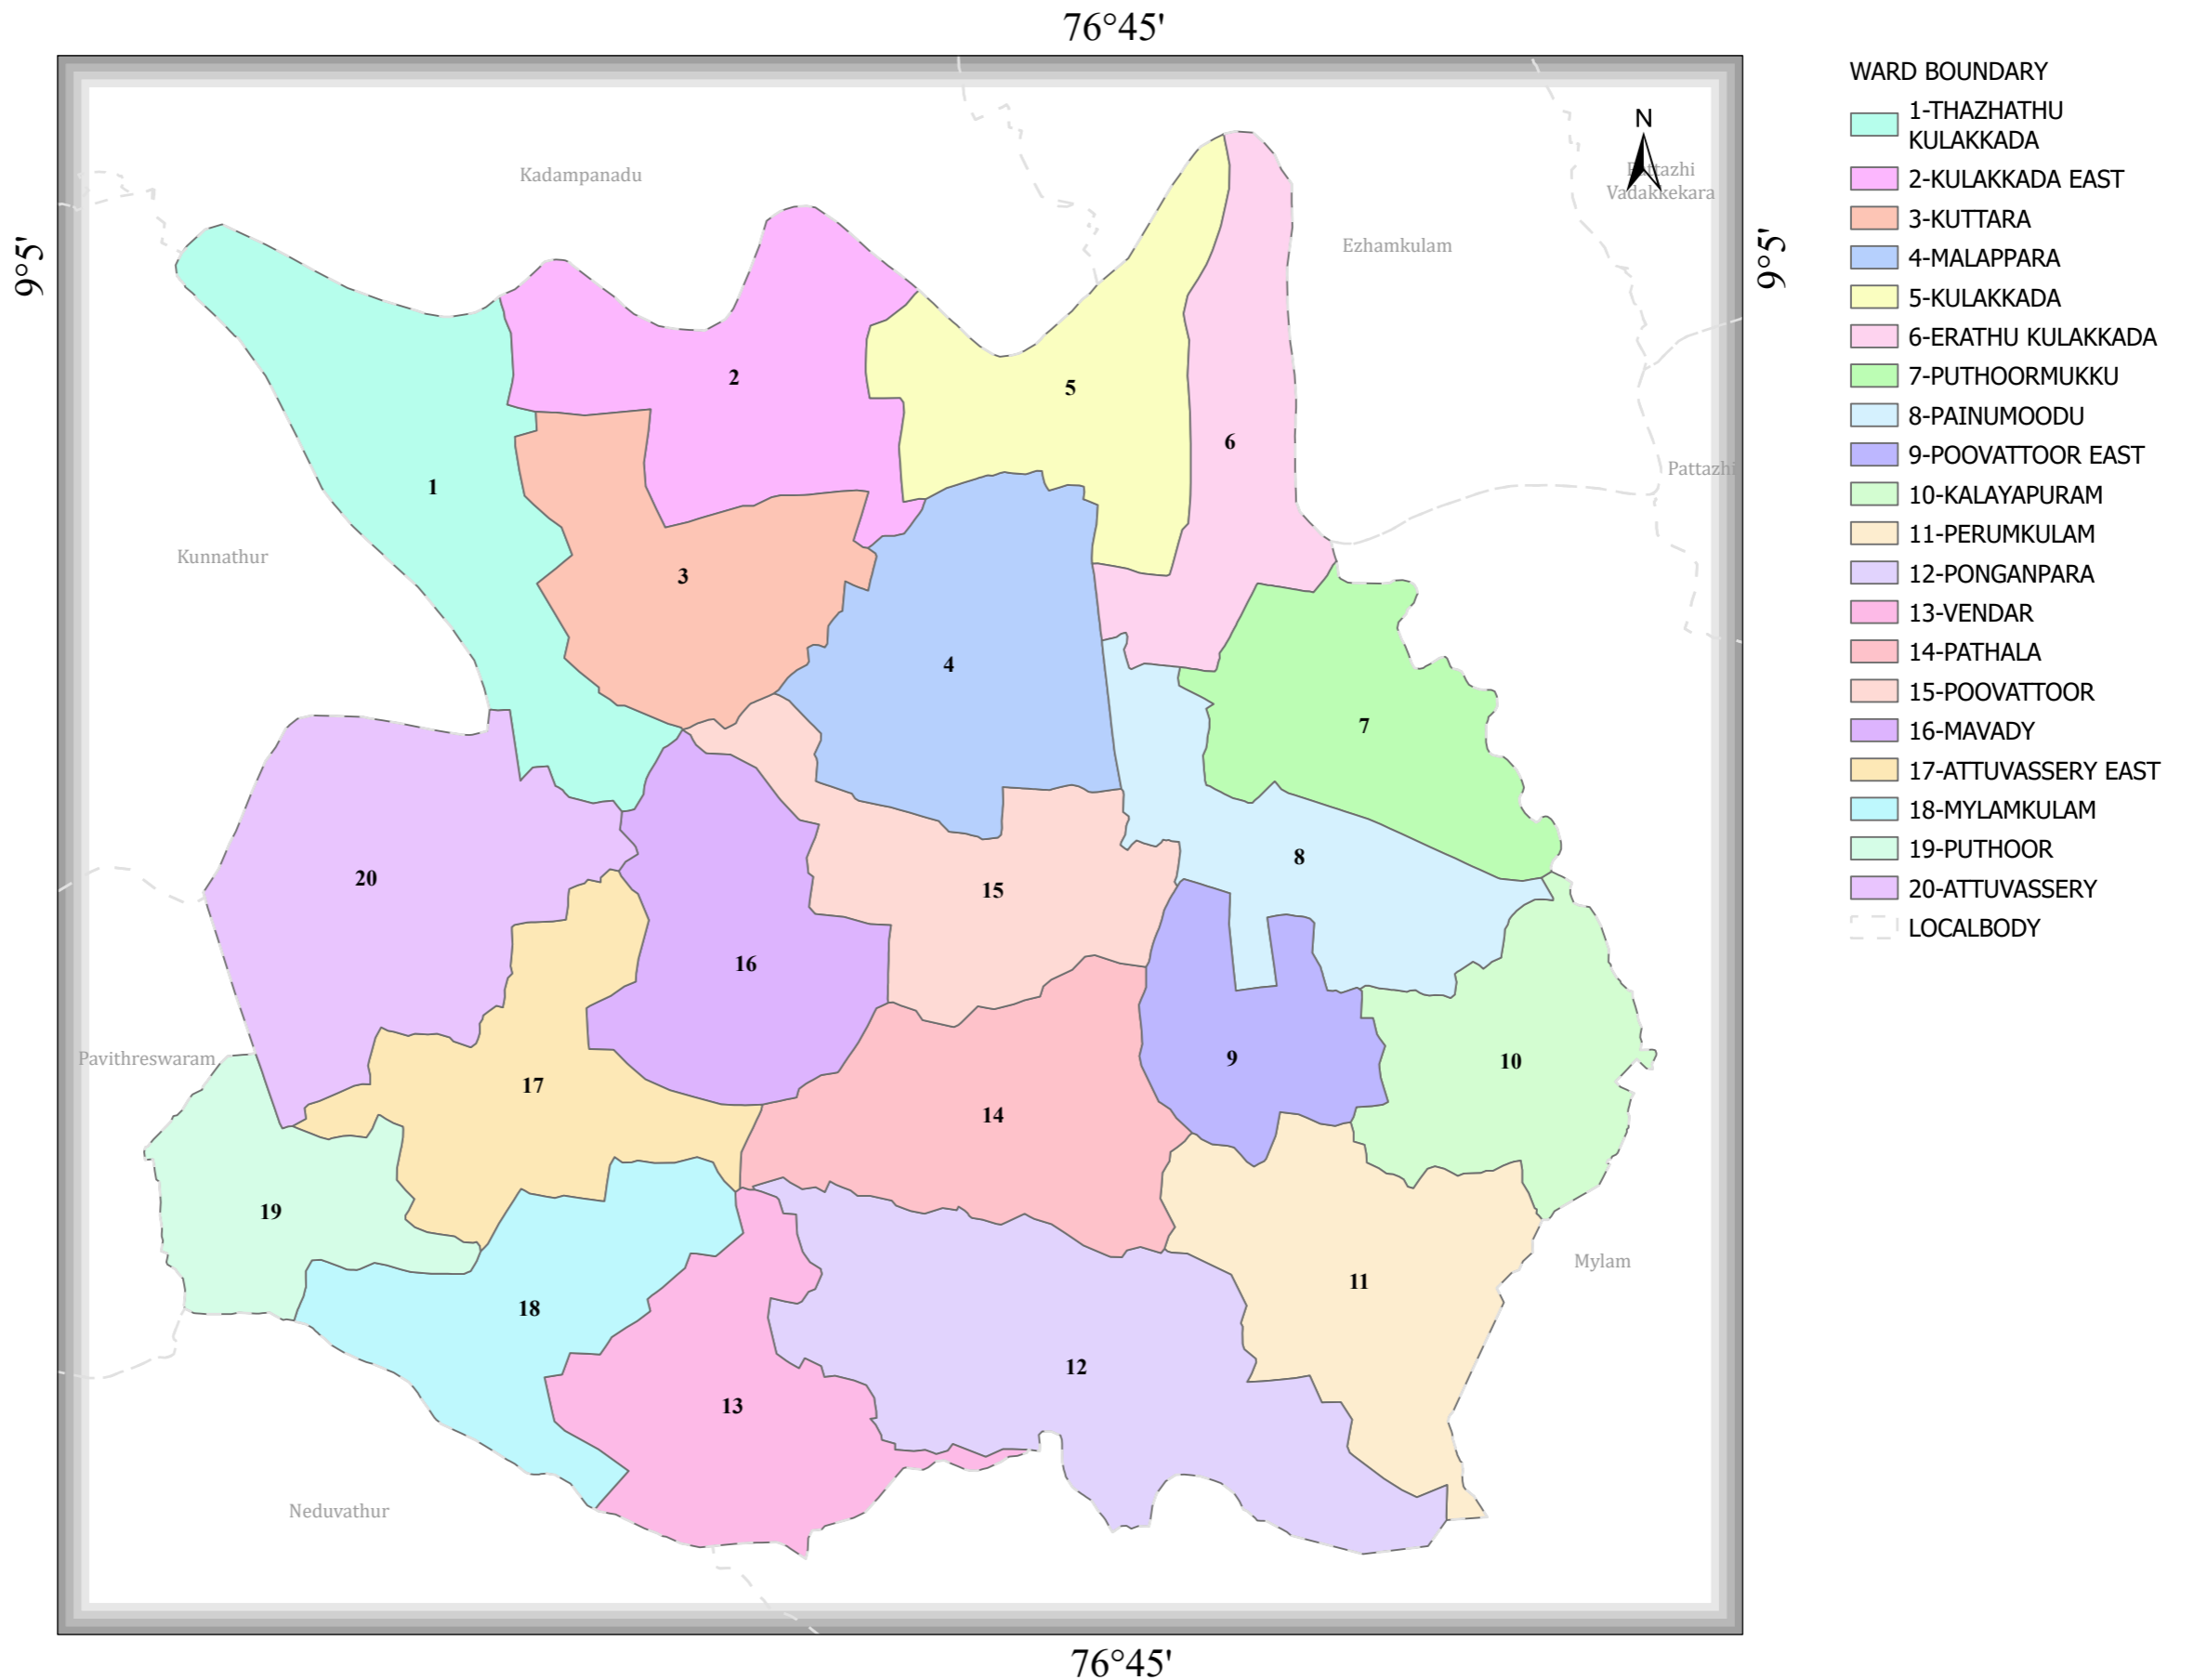 76°45'
WARD BOUNDARY
1-THAZHATHU
KULAKKADA
2-KULAKKADA EAST
3-KUTTARA
4-MALAPPARA
5-KULAKKADA
6-ERATHU KULAKKADA
7-PUTHOORMUKKU
8-PAINUMOODU
9-POOVATTOOR EAST
10-KALAYAPURAM
11-PERUMKULAM
12-PONGANPARA
13-VENDAR
14-PATHALA
15-POOVATTOOR
16-MAVADY
17-ATTUVASSERY EAST
18-MYLAMKULAM
19-PUTHOOR
20-ATTUVASSERY
LOCALBODY
N
Pattazhi
Vadakkekara
Kadampanadu
Ezhamkulam
9°5'
9°5'
2
5
6
Pattazhi
1
Kunnathur
3
4
7
8
20
15
16
Pavithreswaram
9
10
17
14
19
Mylam
11
18
12
13
Neduvathur
76°45'